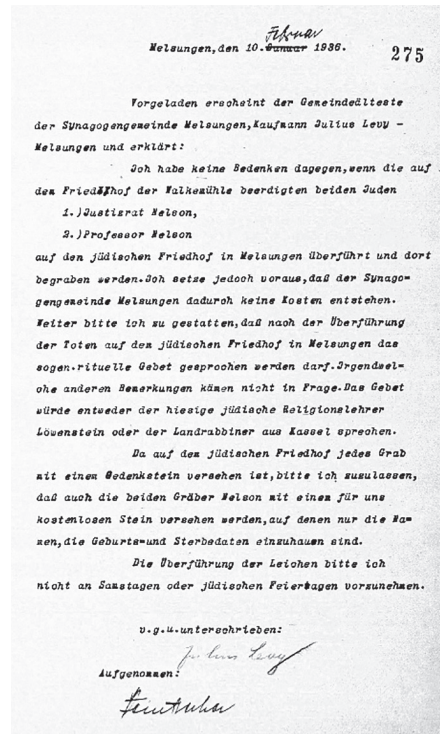 Februar
Melsungen,den 10.Januar 1936.
275
Vorgeladen erscheint der Gemeindeälteste
der Synagogengemeinde Melsungen,Kaufmann Julius Levy -
Melsungen und erklärt:
Ich habe keine Bedenken dagegen,wenn die auf
dem Friedhof der Walkemühle beerdigten beiden Juden
1.)Justizrat Nelson,
2.)Professor Nelson
auf den jüdischen Friedhof in Melsungen überführt und dort
begraben werden.Ich setze jedoch voraus,daß der Synago-
gengemeinde Melsungen dadurch keine Kosten entstehen.
Weiter bitte ich zu gestatten,daß nach der Überführung
der Toten auf dem jüdischen Friedhof in Melsungen das
sogen.rituelle Gebet gesprochen werden darf.Irgendwel-
che anderen Bemerkungen kämen nicht in Frage.Das Gebet
würde entweder der hiesige jüdische Religionslehrer
Löwenstein oder der Landrabbiner aus Kassel sprechen.
Da auf dem jüdischen Friedhof jedes Grab
mit einem Gedenkstein versehen ist,bitte ich zuzulassen,
daß auch die beiden Gräber Nelson mit einem für uns
kostenlosen Stein versehen werden,auf denen nur die Na-
men,die Geburts-und Sterbedaten einzuhauen sind.
Die Überführung der Leichen bitte ich
nicht an Samstagen oder jüdischen Feiertagen vorzunehmen.
v.g.u.unterschrieben:
Julius Levy
Aufgenommen: